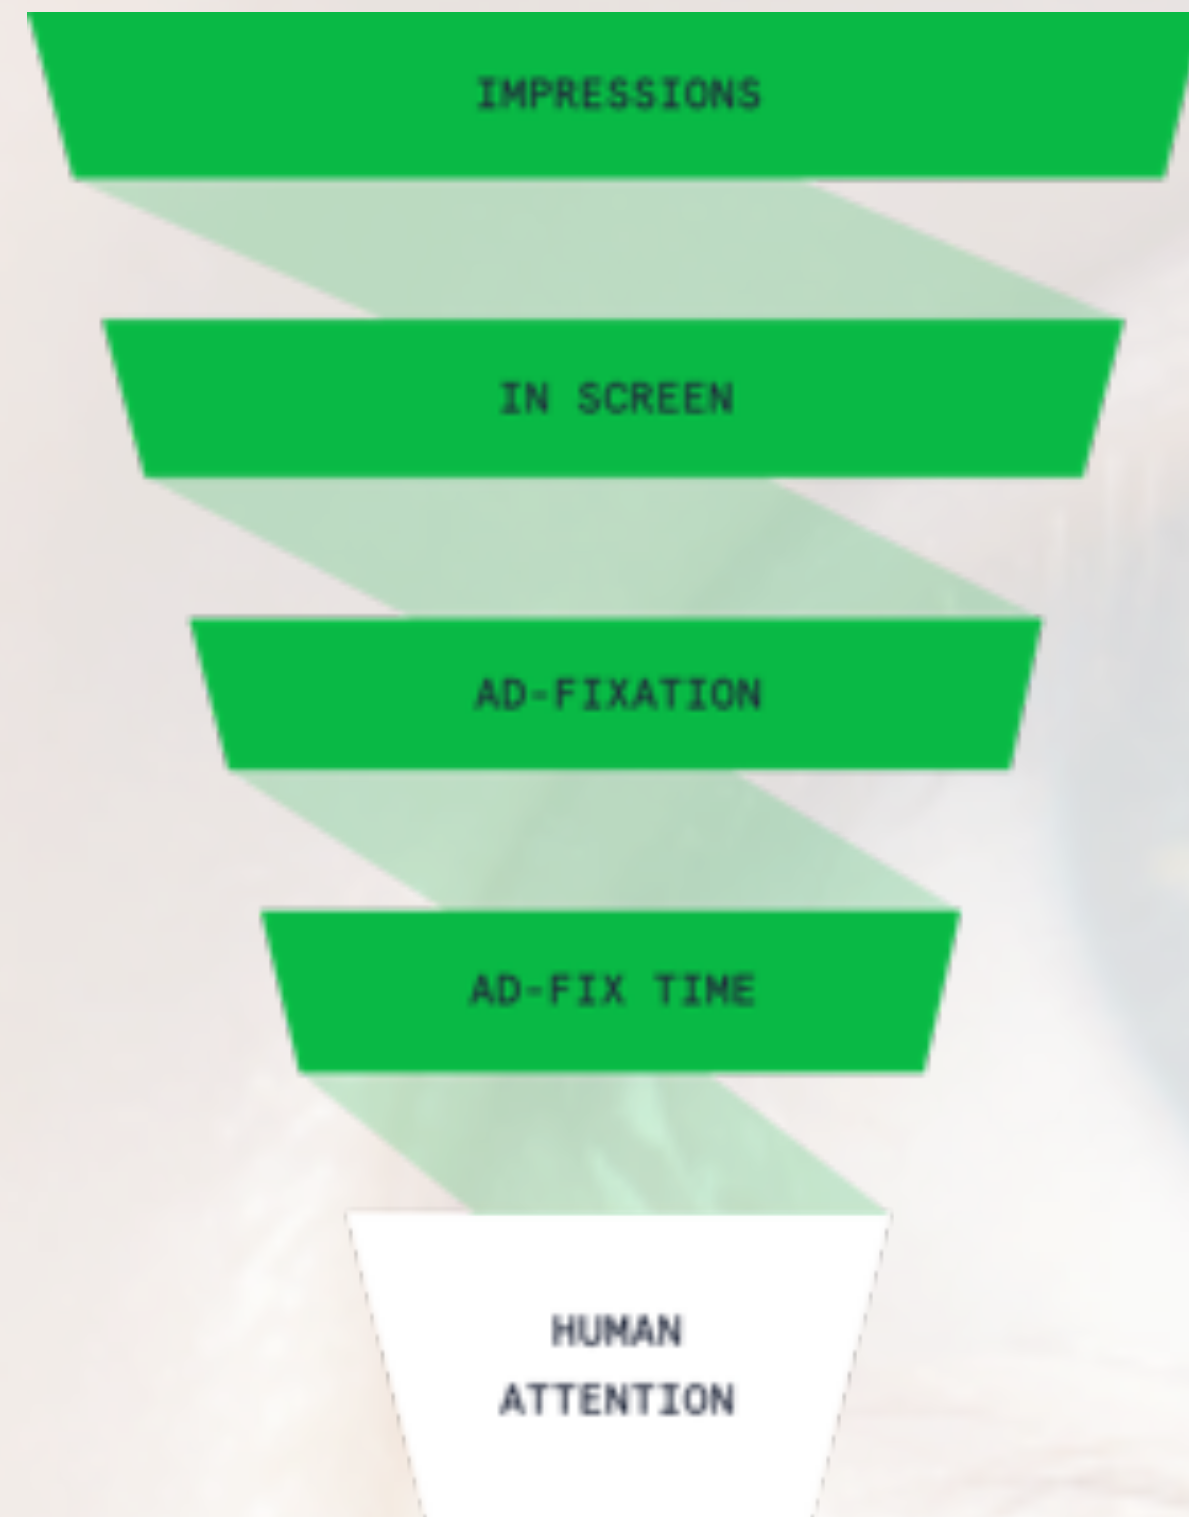 IMPRESSIONS
IN SCREEN
AD-FIXATION
AD-FIX TIME
HUMAN
ATTENTION